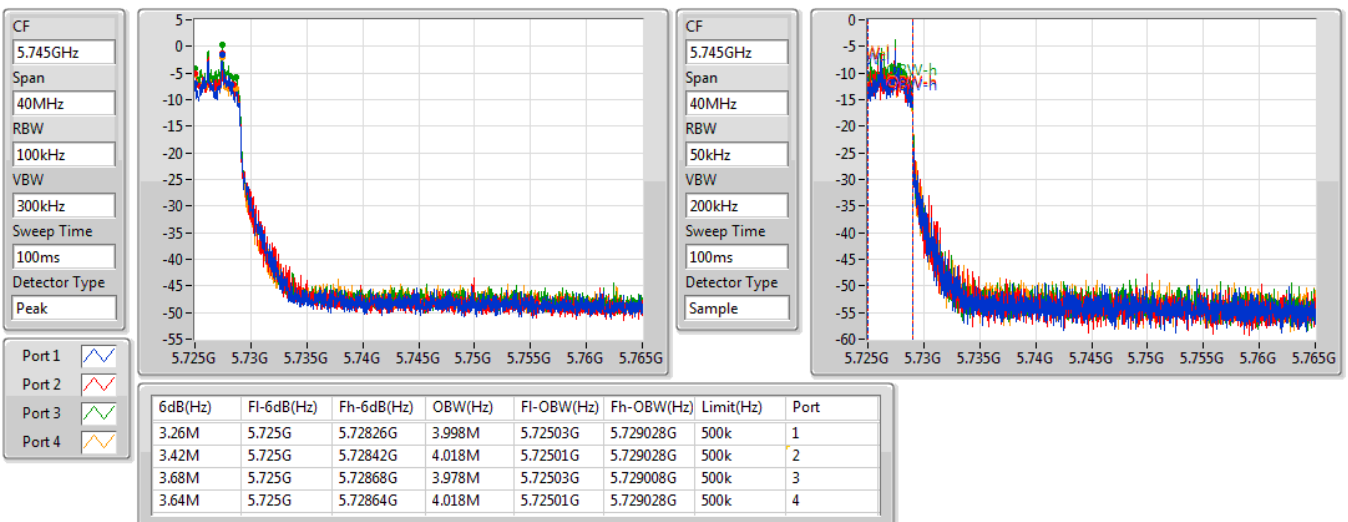 CF
5.745GHz
Span
40MHz
RBW
100kHz
VBW
300kHz
Sweep Time
100ms
Detector Type
Peak
5
0
-5
-10
-15
-20
-25
-30
-35
-40
-45
-50
-55
5.725G 5.73G 5.735G 5.74G 5.745G 5.75G 5.755G 5.76G 5.765G
CF
5.745GHz
Span
40MHz
RBW
50kHz
VBW
200kHz
Sweep Time
100ms
Detector Type
Sample
0
-5
-10
-15
-20
-25
-30
-35
-40
-45
-50
-55
-60
5.725G 5.73G 5.735G 5.74G 5.745G 5.75G 5.755G 5.76G 5.765G
Port 1
Port 2
Port 3
Port 4
6dB(Hz) Fl-6dB(Hz) Fh-6dB(Hz) OBW(Hz) Fl-OBW(Hz) Fh-OBW(Hz) Limit(Hz) Port
3.26M 5.725G 5.72826G 3.998M 5.72503G 5.729028G 500k 1
3.42M 5.725G 5.72842G 4.018M 5.72501G 5.729028G 500k 2
3.68M 5.725G 5.72868G 3.978M 5.72503G 5.729008G 500k 3
3.64M 5.725G 5.72864G 4.018M 5.72501G 5.729028G 500k 4